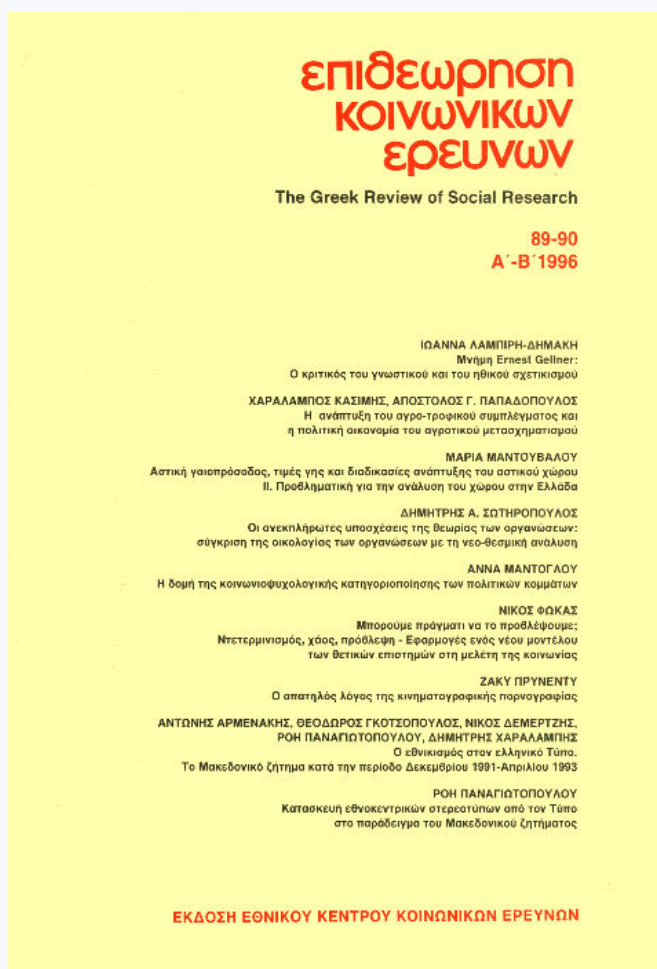 επιθεωρηση
κοινωνικων
ερευνων
The Greek Review of Social Research
89-90
Α΄-Β΄1996
ΙΩΑΝΝΑ ΛΑΜΠΙΡΗ-ΔΗΜΑΚΗ
Μνήμη Ernest Gellner:
Ο κριτικός του γνωστικού και του ηθικού σχετικισμού
ΧΑΡΑΛΑΜΠΟΣ ΚΑΣΙΜΗΣ, ΑΠΟΣΤΟΛΟΣ Γ. ΠΑΠΑΔΟΠΟΥΛΟΣ
Η ανάπτυξη του αγρο-τροφικού συμπλέγματος και
η πολιτική οικονομία του αγροτικού μετασχηματισμού
ΜΑΡΙΑ ΜΑΝΤΟΥΒΑΛΟΥ
Αστική γαιοπρόσοδος, τιμές γης και διαδικασίες ανάπτυξης του αστικού χώρου
ΙΙ. Προβληματική για την ανάλυση του χώρου στην Ελλάδα
ΔΗΜΗΤΡΗΣ Α. ΣΩΤΗΡΟΠΟΥΛΟΣ
Οι ανεκπλήρωτες υποσχέσεις της θεωρίας των οργανώσεων:
σύγκριση της οικολογίας των οργανώσεων με τη νεο-θεσμική ανάλυση
ΑΝΝΑ ΜΑΝΤΟΓΛΟΥ
Η δομή της κοινωνιοψυχολογικής κατηγοριοποίησης των πολιτικών κομμάτων
ΝΙΚΟΣ ΦΩΚΑΣ
Μπορούμε πράγματι να το προβλέψουμε;
Ντετερμινισμός, χάος, πρόβλεψη - Εφαρμογές ενός νέου μοντέλου
των θετικών επιστημών στη μελέτη της κοινωνίας
ΖΑΚΥ ΠΡΥΝΕΝΤΥ
Ο απατηλός λόγος της κινηματογραφικής πορνογραφίας
ΑΝΤΩΝΗΣ ΑΡΜΕΝΑΚΗΣ, ΘΕΟΔΩΡΟΣ ΓΚΟΤΣΟΠΟΥΛΟΣ, ΝΙΚΟΣ ΔΕΜΕΡΤΖΗΣ,
ΡΟΗ ΠΑΝΑΓΙΩΤΟΠΟΥΛΟΥ, ΔΗΜΗΤΡΗΣ ΧΑΡΑΛΑΜΠΗΣ
Ο εθνικισμός στον ελληνικό Τύπο.
Το Μακεδονικό ζήτημα κατά την περίοδο Δεκεμβρίου 1991-Απριλίου 1993
ΡΟΗ ΠΑΝΑΓΙΩΤΟΠΟΥΛΟΥ
Κατασκευή εθνοκεντρικών στερεοτύπων από τον Τύπο
στο παράδειγμα του Μακεδονικού ζητήματος
ΕΚΔΟΣΗ ΕΘΝΙΚΟΥ ΚΕΝΤΡΟΥ ΚΟΙΝΩΝΙΚΩΝ ΕΡΕΥΝΩΝ